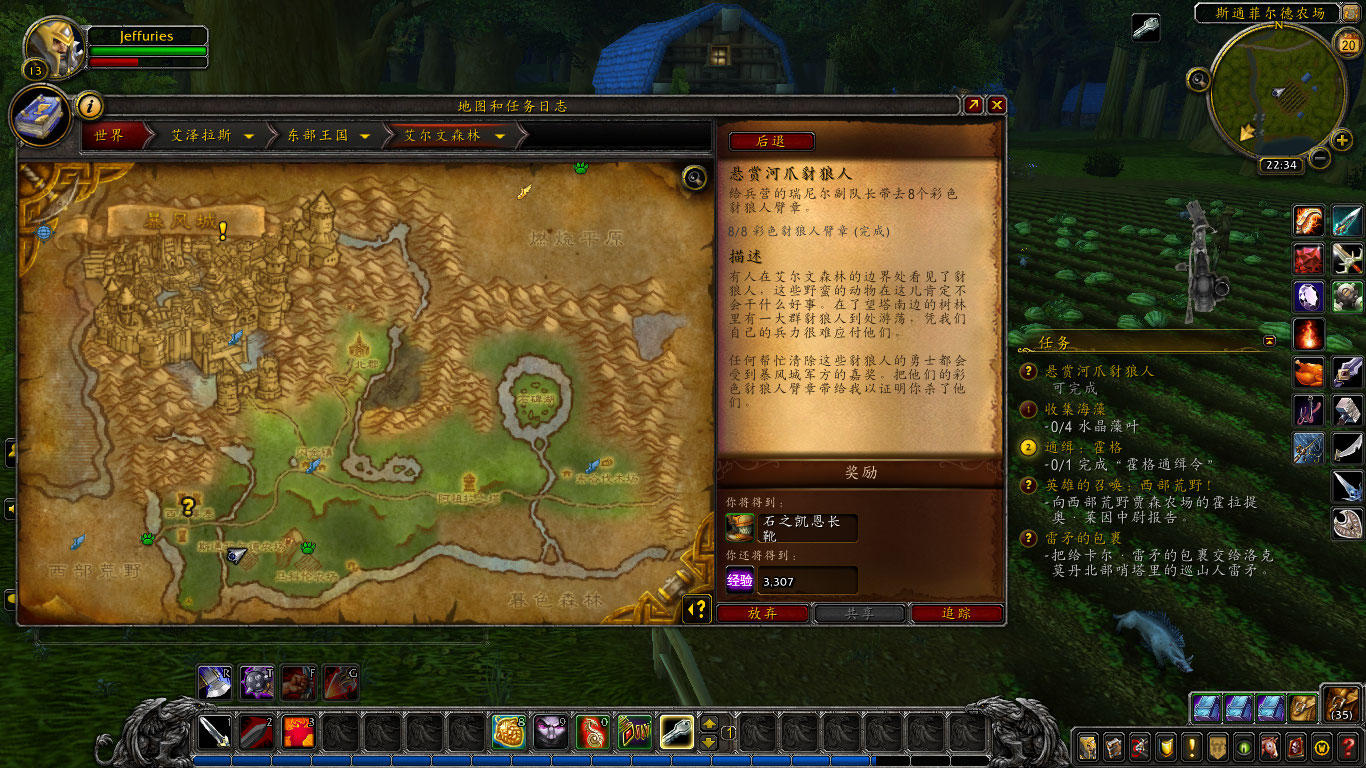 Jeffuries
13
斯通菲尔德农场
N
20
22:34
地图和任务日志
世界
艾泽拉斯
东部王国
艾尔文森林
暴风城
燃烧平原
北郡
石碑湖
闪金镇
西部荒野
暮色森林
后退
悬赏河爪豺狼人
给兵营的瑞尼尔副队长带去8个彩色
豺狼人臂章。
8/8 彩色豺狼人臂章 (完成)
描述
有人在艾尔文森林的边界处看见了豺
狼人，这些野蛮的动物在这儿肯定不
会干什么好事。在了望塔南边的树林
里有一大群豺狼人到处游荡，凭我们
自己的兵力很难应付他们。
任何帮忙清除这些豺狼人的勇士都会
受到暴风城军方的嘉奖。把他们的彩
色豺狼人臂章带给我以证明你杀了他
们。
奖励
你将得到：
石之凯恩长
靴
你还将得到：
经验
3,307
放弃
共享
追踪
任务
悬赏河爪豺狼人
可完成
1
收集海藻
-0/4 水晶藻叶
2
通缉：霍格
-0/1 完成“霍格通缉令”
英雄的召唤：西部荒野！
-向西部荒野贾森农场的霍拉提
奥·莱因中尉报告。
雷矛的包裹
-把给卡尔·雷矛的包裹交给洛克
莫丹北部哨塔里的巡山人雷矛。
R
T
F
G
2
3
8
9
0
1
(35)